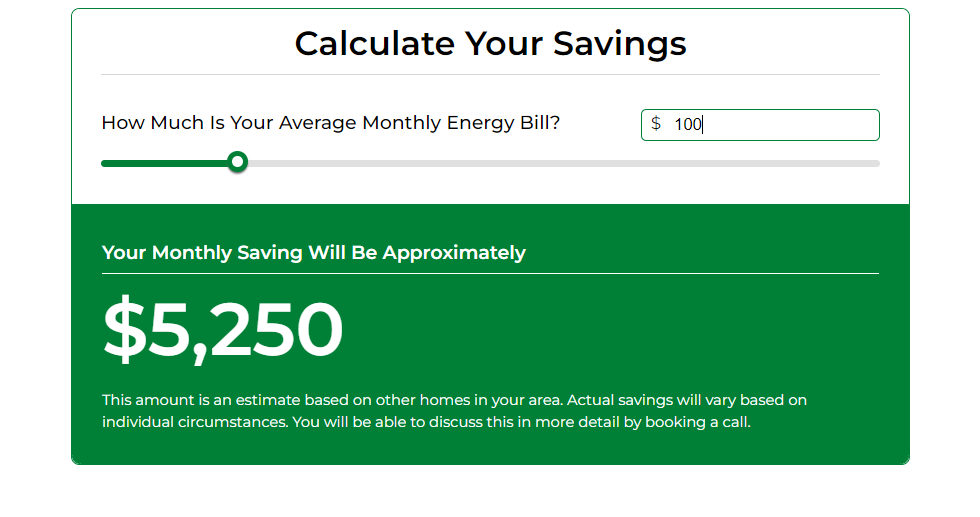 Calculate Your Savings
How Much Is Your Average Monthly Energy Bill?
$ 100
Your Monthly Saving Will Be Approximately
$5,250
This amount is an estimate based on other homes in your area. Actual savings will vary based on
individual circumstances. You will be able to discuss this in more detail by booking a call.